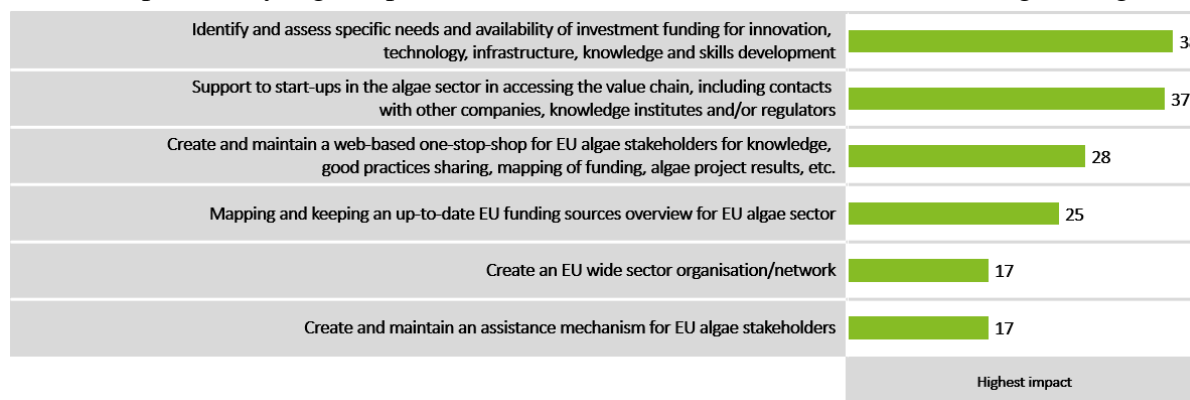 Identify and assess specific needs and availability of investment funding for innovation,
technology, infrastructure, knowledge and skills development
Support to start-ups in the algae sector in accessing the value chain, including contacts
with other companies, knowledge institutes and/or regulators
37
Create and maintain a web-based one-stop-shop for EU algae stakeholders for knowledge,
good practices sharing, mapping of funding, algae project results, etc.
28
Mapping and keeping an up-to-date EU funding sources overview for EU algae sector
25
Create an EU wide sector organisation/network
17
Create and maintain an assistance mechanism for EU algae stakeholders
17
Highest impact